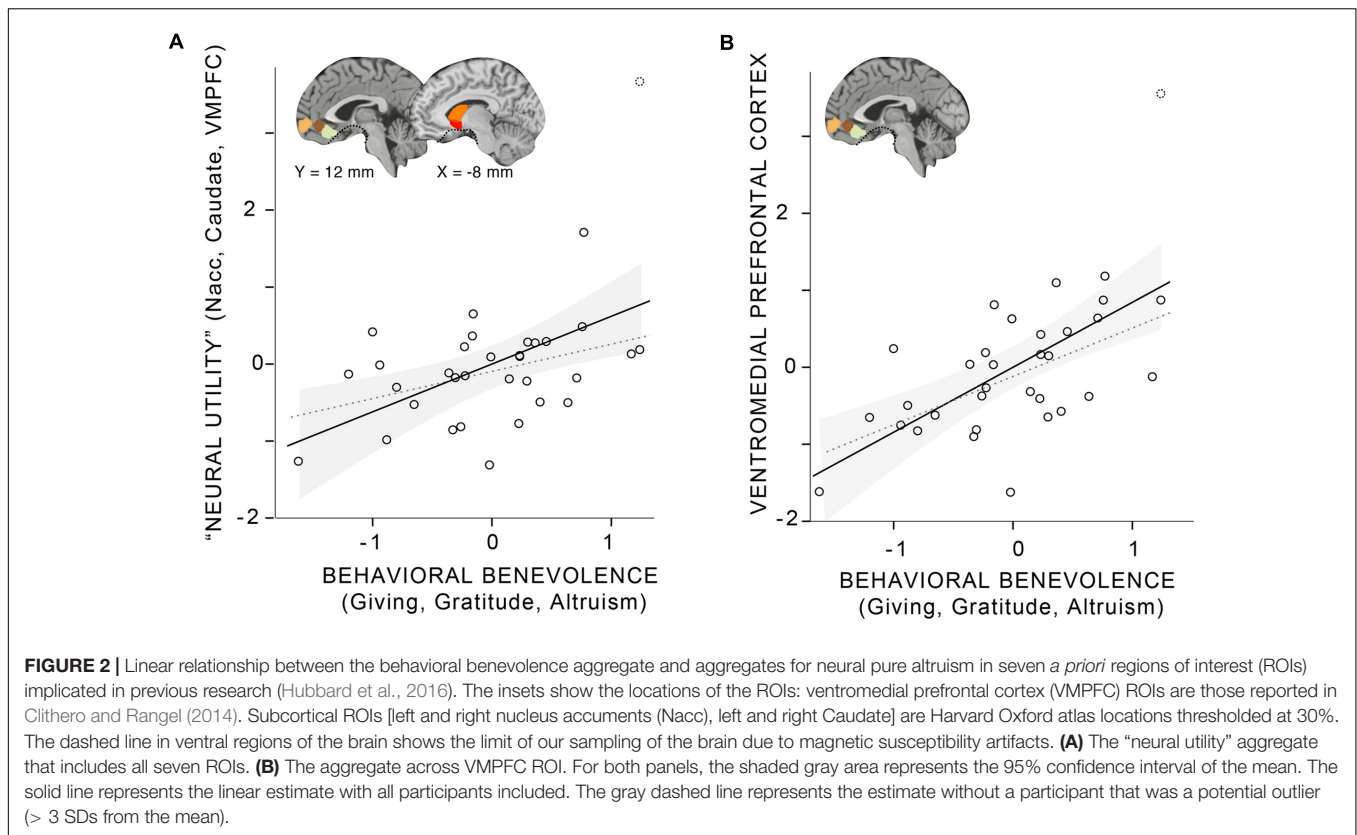 A
"NEURAL UTILITY" (Nacc, Caudate, VMPFC)
Y = 12 mm
X = -8 mm
2
0
-2
-1
0
1
BEHAVIORAL BENEVOLENCE
(Giving, Gratitude, Altruism)
B
VENTROMEDIAL PREFRONTAL CORTEX
2
0
-2
-1
0
1
BEHAVIORAL BENEVOLENCE
(Giving, Gratitude, Altruism)
FIGURE 2 | Linear relationship between the behavioral benevolence aggregate and aggregates for neural pure altruism in seven a priori regions of interest (ROIs)
implicated in previous research (Hubbard et al., 2016). The insets show the locations of the ROIs: ventromedial prefrontal cortex (VMPFC) ROIs are those reported in
Clithero and Rangel (2014). Subcortical ROIs [left and right nucleus accuments (Nacc), left and right Caudate] are Harvard Oxford atlas locations thresholded at 30%.
The dashed line in ventral regions of the brain shows the limit of our sampling of the brain due to magnetic susceptibility artifacts. (A) The “neural utility” aggregate
that includes all seven ROIs. (B) The aggregate across VMPFC ROI. For both panels, the shaded gray area represents the 95% confidence interval of the mean. The
solid line represents the linear estimate with all participants included. The gray dashed line represents the estimate without a participant that was a potential outlier
(> 3 SDs from the mean).